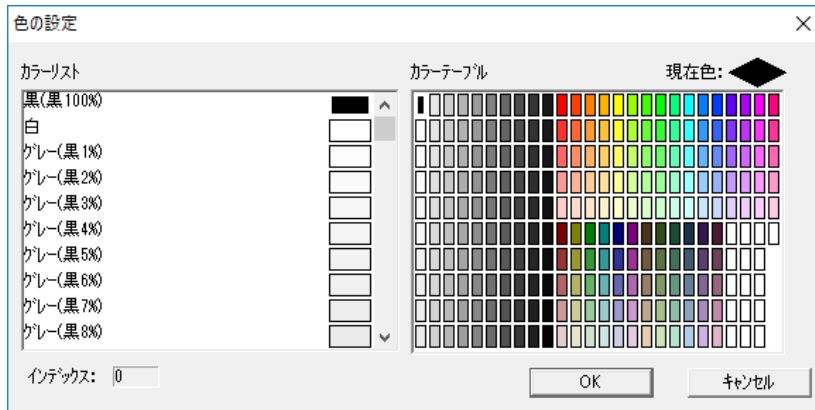 色の設定
ｶﾗｰﾘｽﾄ
ｶﾗｰﾃｰﾌﾞﾙ
現在色:
黒(黒100%)
白
ｸﾞﾚｰ(黒1%)
ｸﾞﾚｰ(黒2%)
ｸﾞﾚｰ(黒3%)
ｸﾞﾚｰ(黒4%)
ｸﾞﾚｰ(黒5%)
ｸﾞﾚｰ(黒6%)
ｸﾞﾚｰ(黒7%)
ｸﾞﾚｰ(黒8%)
ｲﾝﾃﾞｯｸｽ: 0
OK
ｷｬﾝｾﾙ